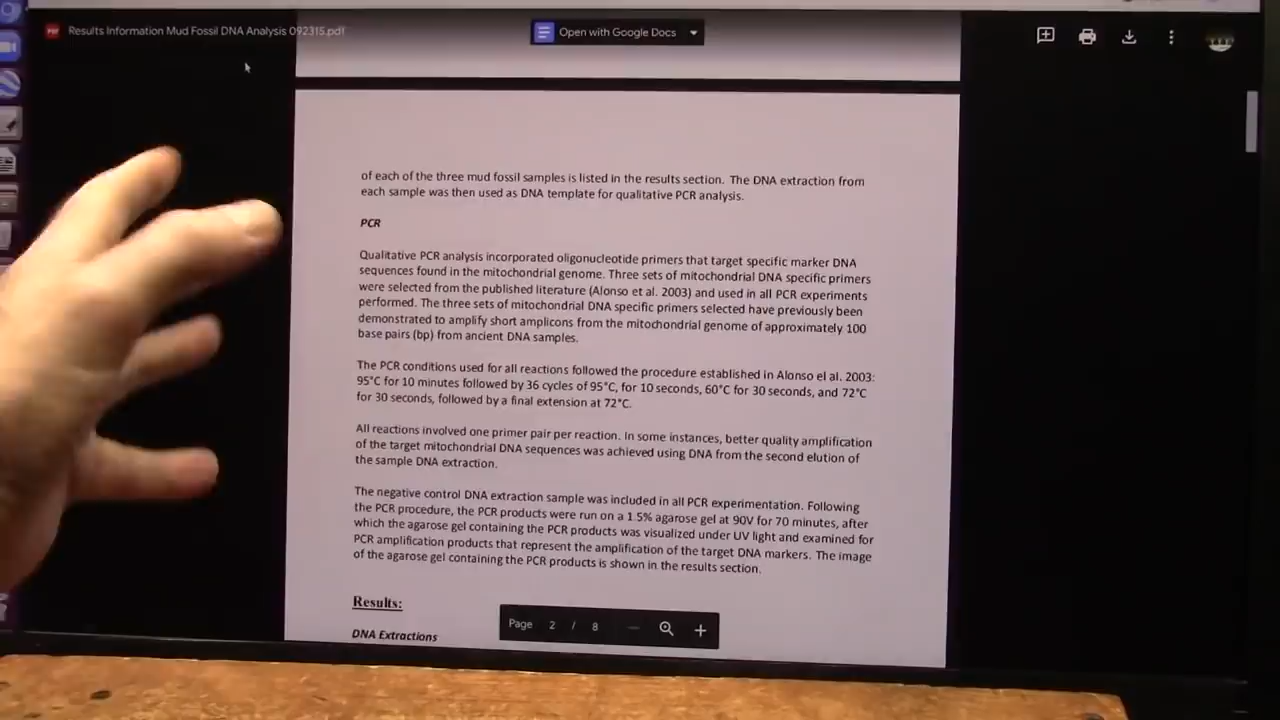 Results Information Mud Fossil DNA Analysis 092315.pdf
Open with Google Docs
of each of the three mud fossil samples is listed in the results section. The DNA extraction from
each sample was then used as DNA template for qualitative PCR analysis.
PCR
Qualitative PCR analysis incorporated oligonucleotide primers that target specific marker DNA
sequences found in the mitochondrial genome. Three sets of mitochondrial DNA specific primers
were selected from the published literature (Alonso et al. 2003) and used in all PCR experiments
performed. The three sets of mitochondrial DNA specific primers selected have previously been
demonstrated to amplify short amplicons from the mitochondrial genome of approximately 100
base pairs (bp) from ancient DNA samples.
The PCR conditions used for all reactions followed the procedure established in Alonso el al. 2003:
95°C for 10 minutes followed by 36 cycles of 95°C, for 10 seconds, 60°C for 30 seconds, and 72°C
for 30 seconds, followed by a final extension at 72°C.
All reactions involved one primer pair per reaction. In some instances, better quality amplification
of the target mitochondrial DNA sequences was achieved using DNA from the second elution of
the sample DNA extraction.
The negative control DNA extraction sample was included in all PCR experimentation. Following
the PCR procedure, the PCR products were run on a 1.5% agarose gel at 90V for 70 minutes, after
which the agarose gel containing the PCR products was visualized under UV light and examined for
PCR amplification products that represent the amplification of the target DNA markers. The image
of the agarose gel containing the PCR products is shown in the results section.
Results:
DNA Extractions
Page 2 / 8